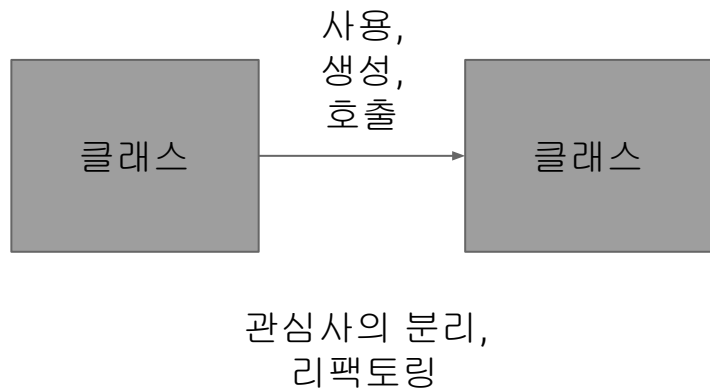 사용,
생성,
호출
클래스
클래스
관심사의 분리,
리팩토링